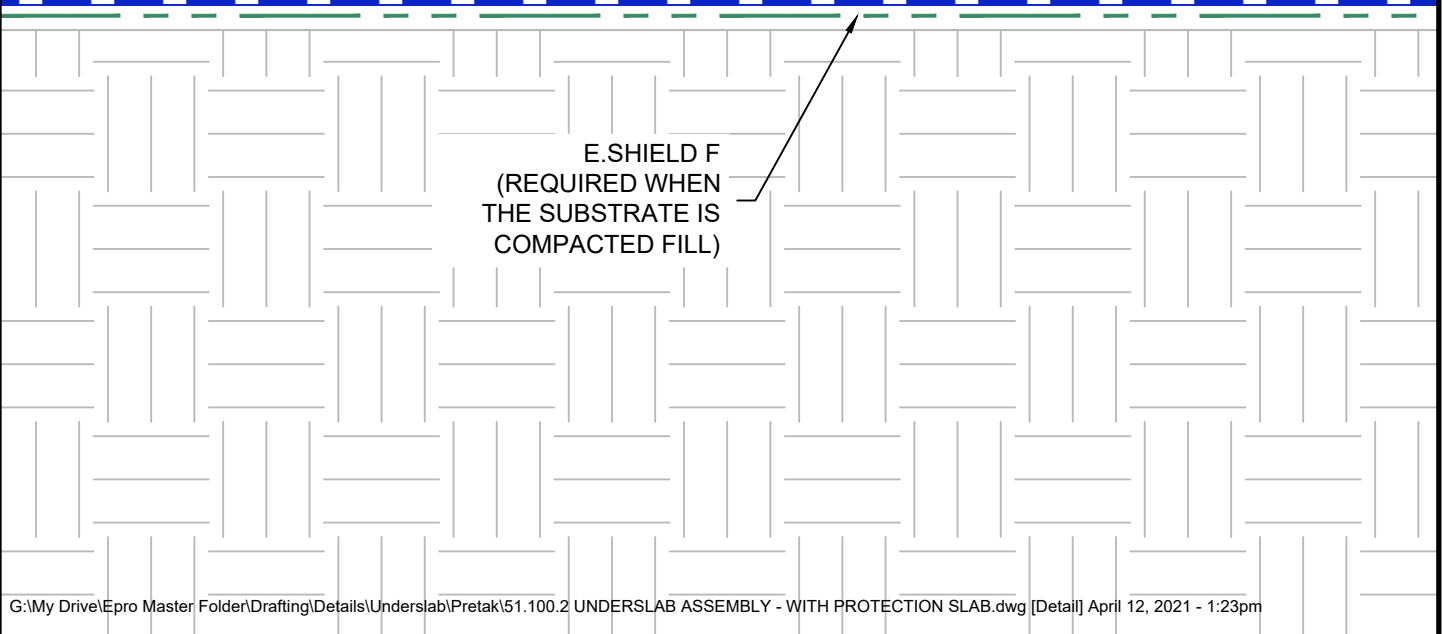 E.SHIELD F
(REQUIRED WHEN
THE SUBSTRATE IS
COMPACTED FILL)
G:\My Drive\Epro Master Folder\Drafting\Details\Underslab\Pretak\51.100.2 UNDERSLAB ASSEMBLY - WITH PROTECTION SLAB.dwg [Detail] April 12, 2021 - 1:23pm